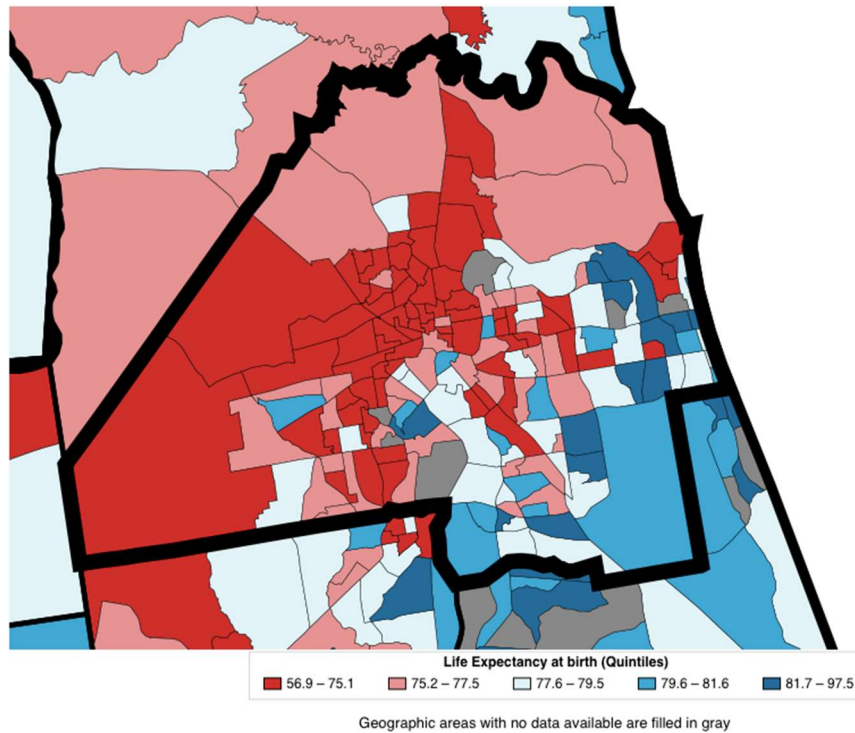 Life Expectancy at birth (Quintiles)
56.9 – 75.1 75.2 – 77.5 77.6 – 79.5 79.6 – 81.6 81.7 – 97.5
Geographic areas with no data available are filled in gray